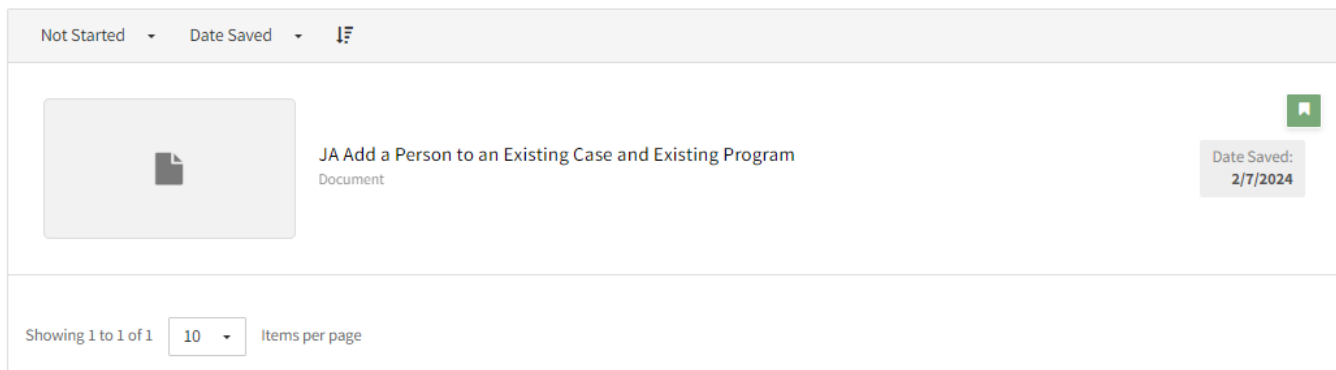 Not Started Date Saved
JA Add a Person to an Existing Case and Existing Program
Document
Date Saved:
2/7/2024
Showing 1 to 1 of 1 10 Items per page